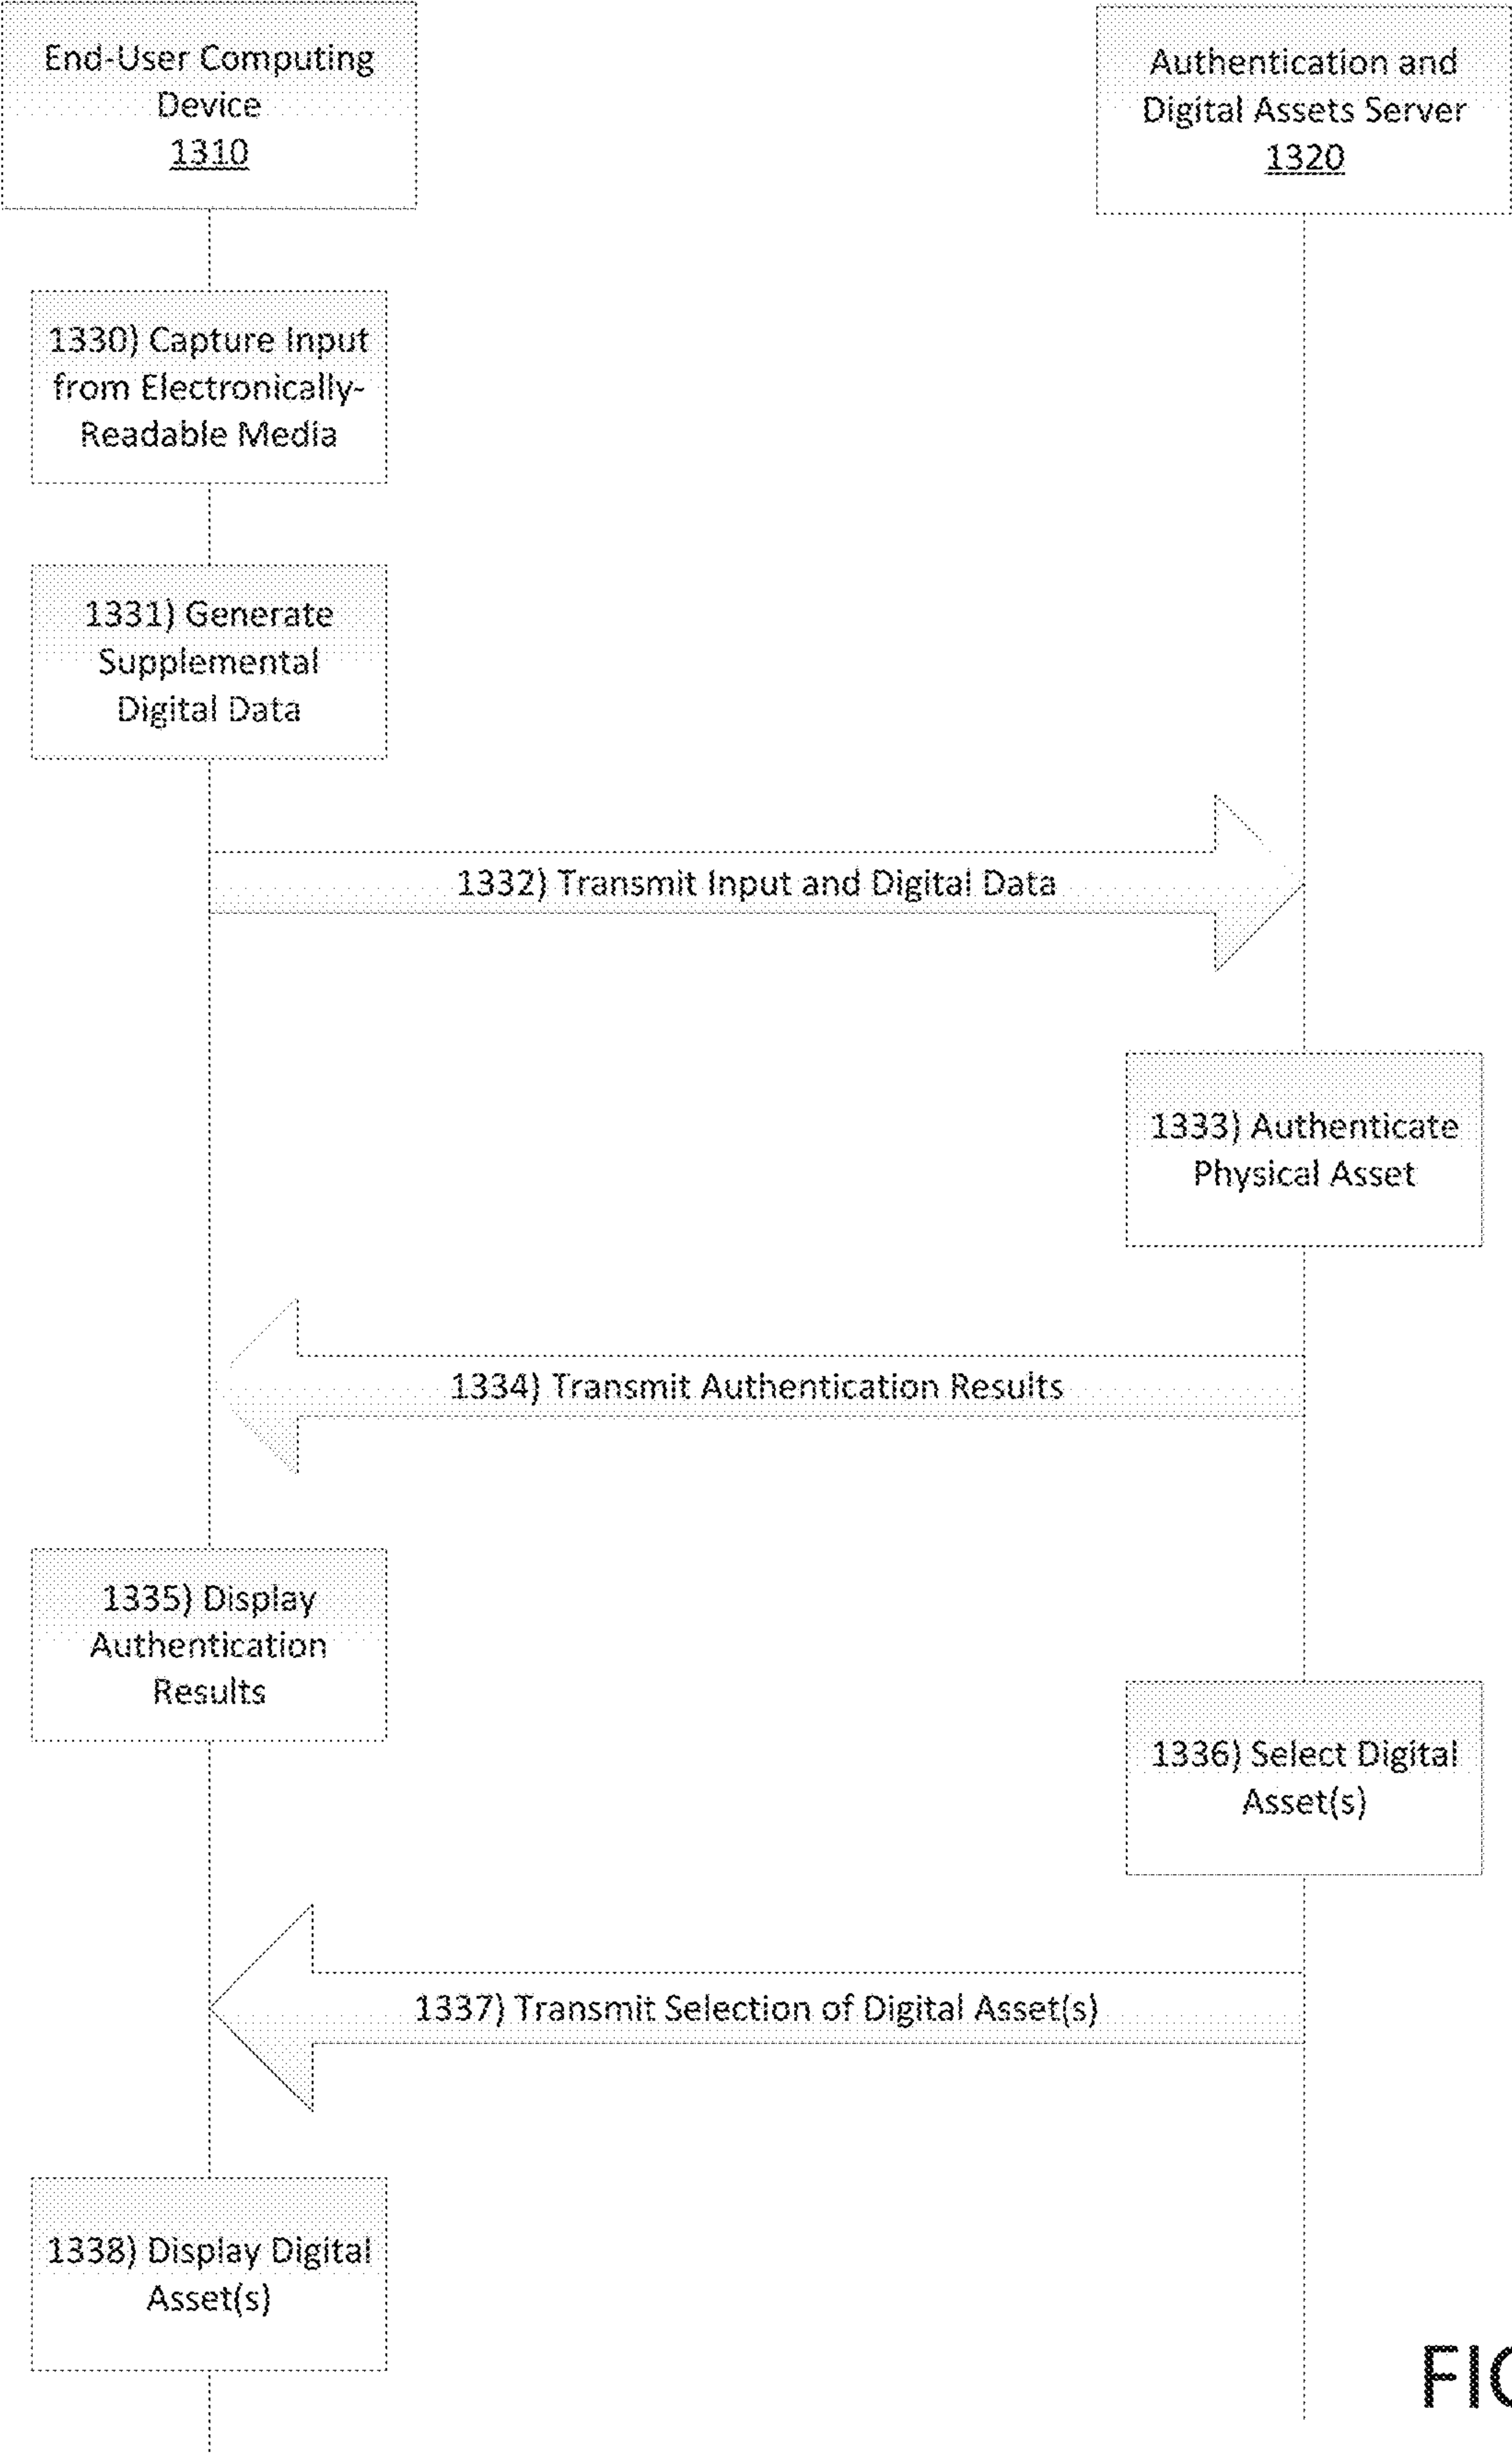 End-User Computing
Device
1310
Authentication and
Digital Assets Server
1320
1330) Capture Input
from Electronically-
Readable Media
1331) Generate
Supplemental
Digital Data
1332) Transmit Input and Digital Data
1333) Authenticate
Physical Asset
1334) Transmit Authentication Results
1335) Display
Authentication
Results
1336) Select Digital
Asset(s)
1337) Transmit Selection of Digital Asset(s)
1338) Display Digital
Asset(s)